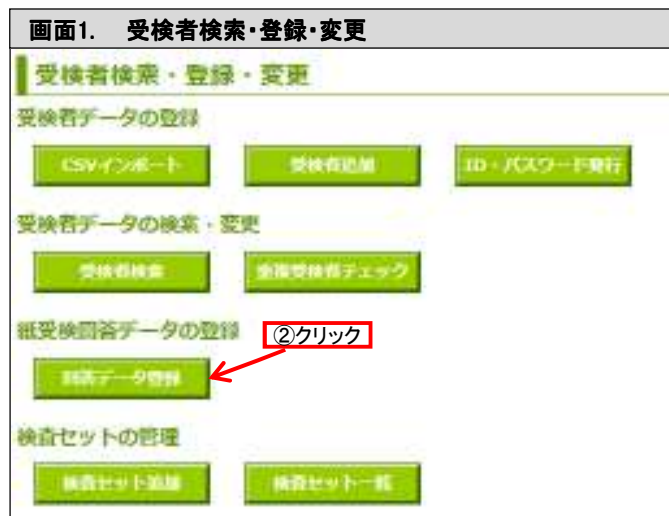 画面1. 受検者検索・登録・変更
受検者検索・登録・変更
受検者データの登録
CSVインポート 受検者追加 ID・パスワード発行
受検者データの検索・変更
受検者検索 重複受検者チェック
紙受検回答データの登録 ②クリック
回答データ登録
検査セットの管理
検査セット追加 検査セット一覧